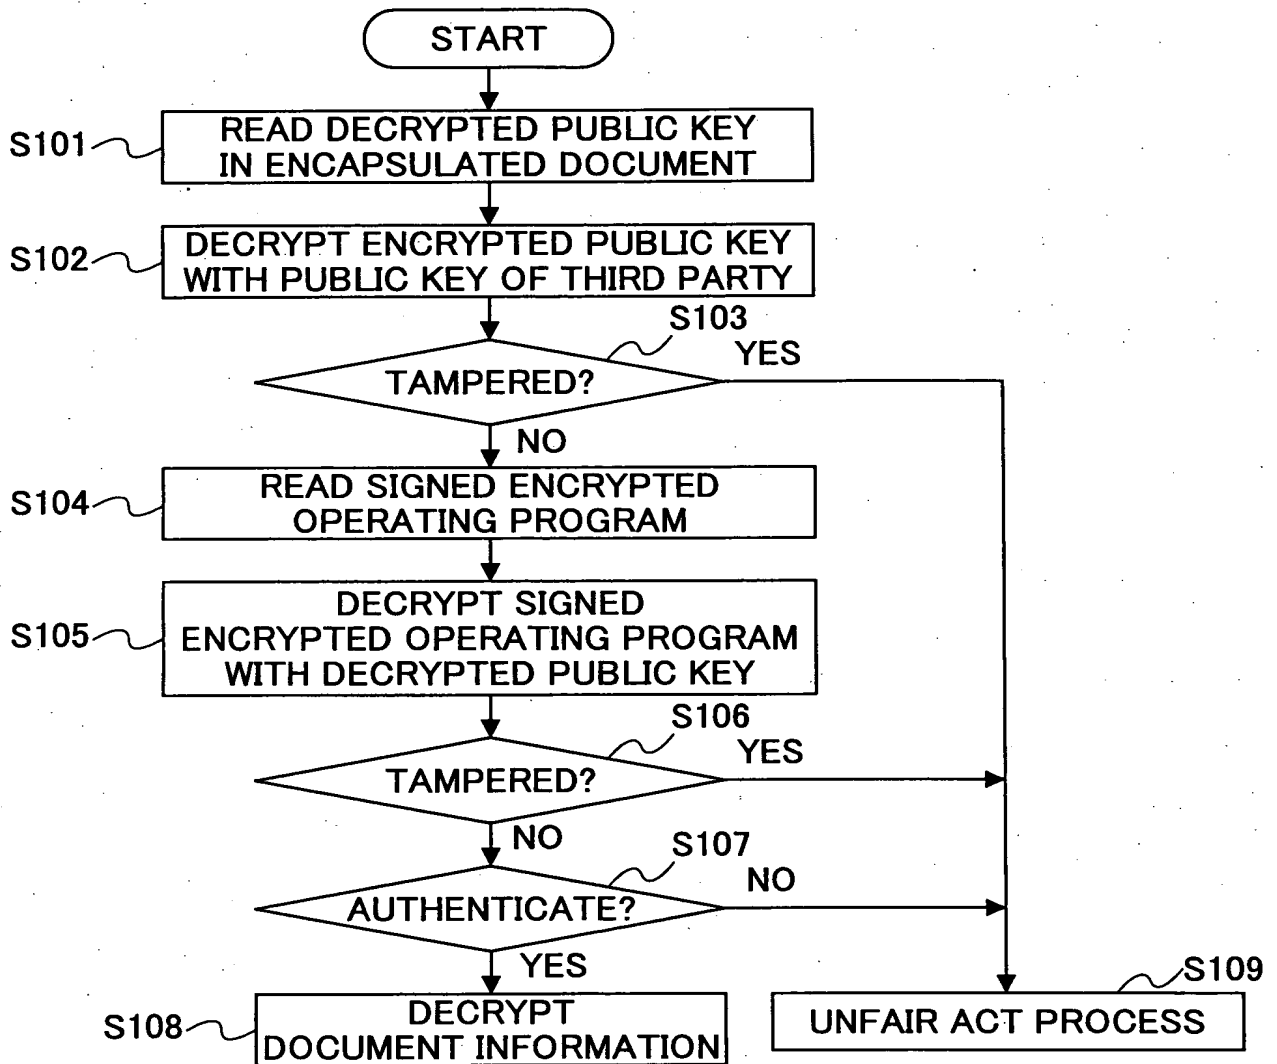 START
S101
READ DECRYPTED PUBLIC KEY
IN ENCAPSULATED DOCUMENT
S102
DECRYPT ENCRYPTED PUBLIC KEY
WITH PUBLIC KEY OF THIRD PARTY
S103
TAMPERED?
YES
NO
S104
READ SIGNED ENCRYPTED
OPERATING PROGRAM
S105
DECRYPT SIGNED
ENCRYPTED OPERATING PROGRAM
WITH DECRYPTED PUBLIC KEY
S106
TAMPERED?
YES
NO
S107
AUTHENTICATE?
NO
YES
S108
DECRYPT
DOCUMENT INFORMATION
S109
UNFAIR ACT PROCESS